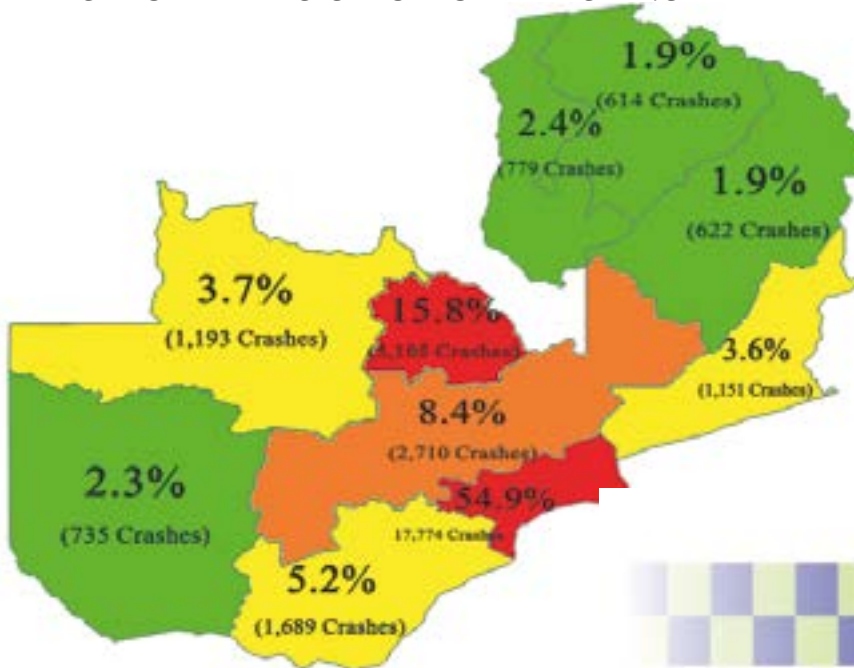 1.9%
(614 Crashes)
2.4%
(779 Crashes)
1.9%
(622 Crashes)
3.7%
(1,193 Crashes)
15.8%
Crashes)
3.6%
(1,151 Crashes)
8.4%
(2,710 Crashes)
2.3%
(735 Crashes)
54.9%
17,774 Crashes
5.2%
(1,689 Crashes)